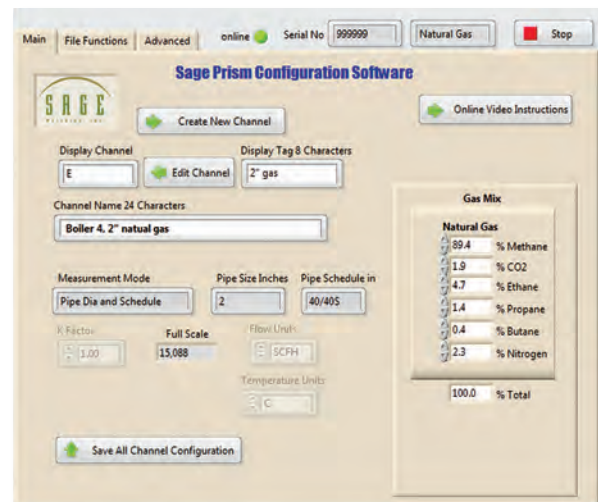 Main File Functions Advanced online Serial No 999999 Natural Gas Stop
Sage Prism Configuration Software
SAGE
Create New Channel Online Video Instructions
Display Channel Display Tag 8 Characters
E Edit Channel 2" gas
Channel Name 24 Characters
Boiler 4, 2" natual gas
Measurement Mode Pipe Size Inches Pipe Schedule in
Pipe Dia and Schedule 2 40/40S
K Factor Full Scale Flow Units
1.00 15,088 SCFH
Temperature Units
C
Save All Channel Configuration
Gas Mix
Natural Gas
89.4 % Methane
1.9 % CO2
4.7 % Ethane
1.4 % Propane
0.4 % Butane
2.3 % Nitrogen
100.0 % Total